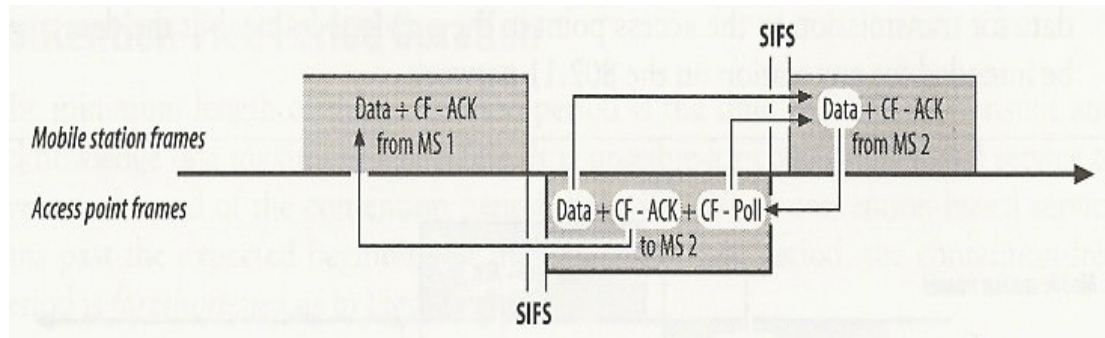 SIFS
Data + CF - ACK
from MS 1
Data + CF - ACK
from MS 2
Mobile station frames
Access point frames
Data + CF - ACK + CF - Poll
to MS 2
SIFS